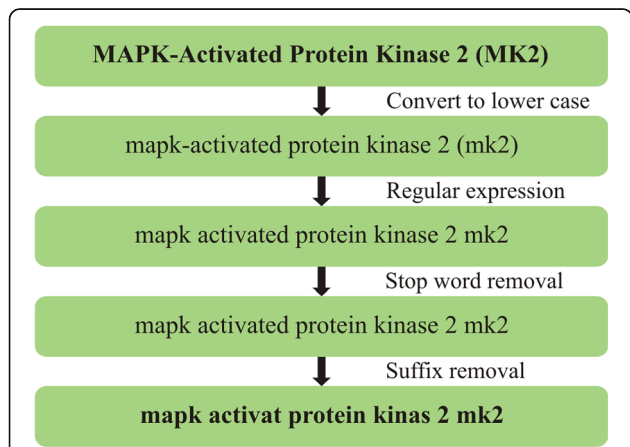 MAPK-Activated Protein Kinase 2 (MK2)
Convert to lower case
mapk-activated protein kinase 2 (mk2)
Regular expression
mapk activated protein kinase 2 mk2
Stop word removal
mapk activated protein kinase 2 mk2
Suffix removal
mapk activat protein kinas 2 mk2